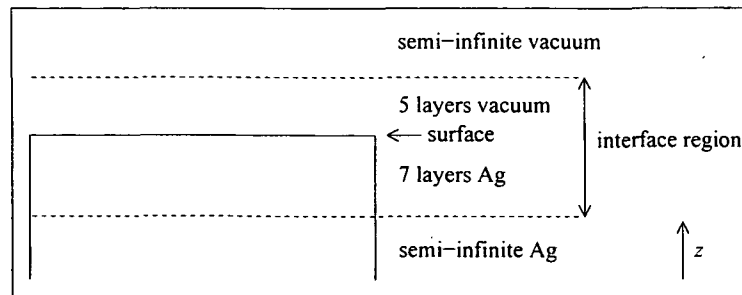 semi−infinite vacuum
5 layers vacuum
surface
interface region
7 layers Ag
semi−infinite Ag
z